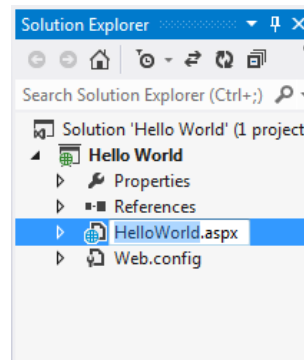 Solution Explorer
Search Solution Explorer (Ctrl+;)
Solution 'Hello World' (1 project
Hello World
Properties
References
HelloWorld.aspx
Web.config